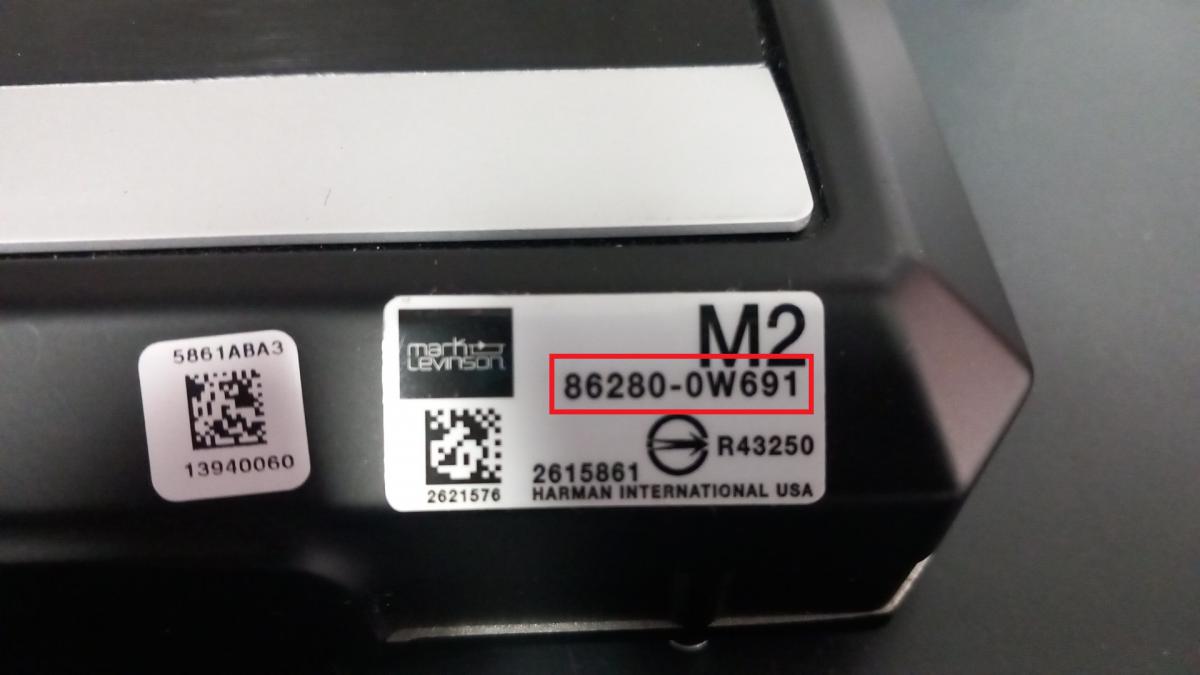 5861ABA3
13940060
mark
Levinson
M2
86280-0W691
R43250
2615861
2621576
HARMAN INTERNATIONAL USA